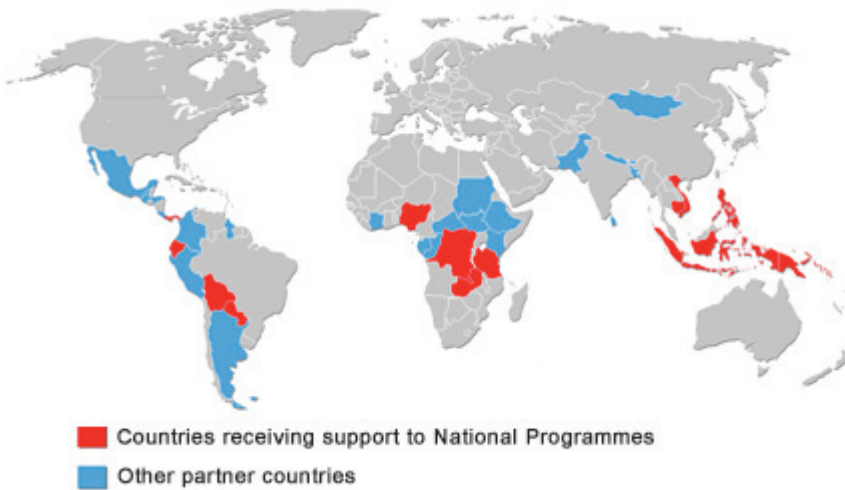 Countries receiving support to National Programmes
Other partner countries